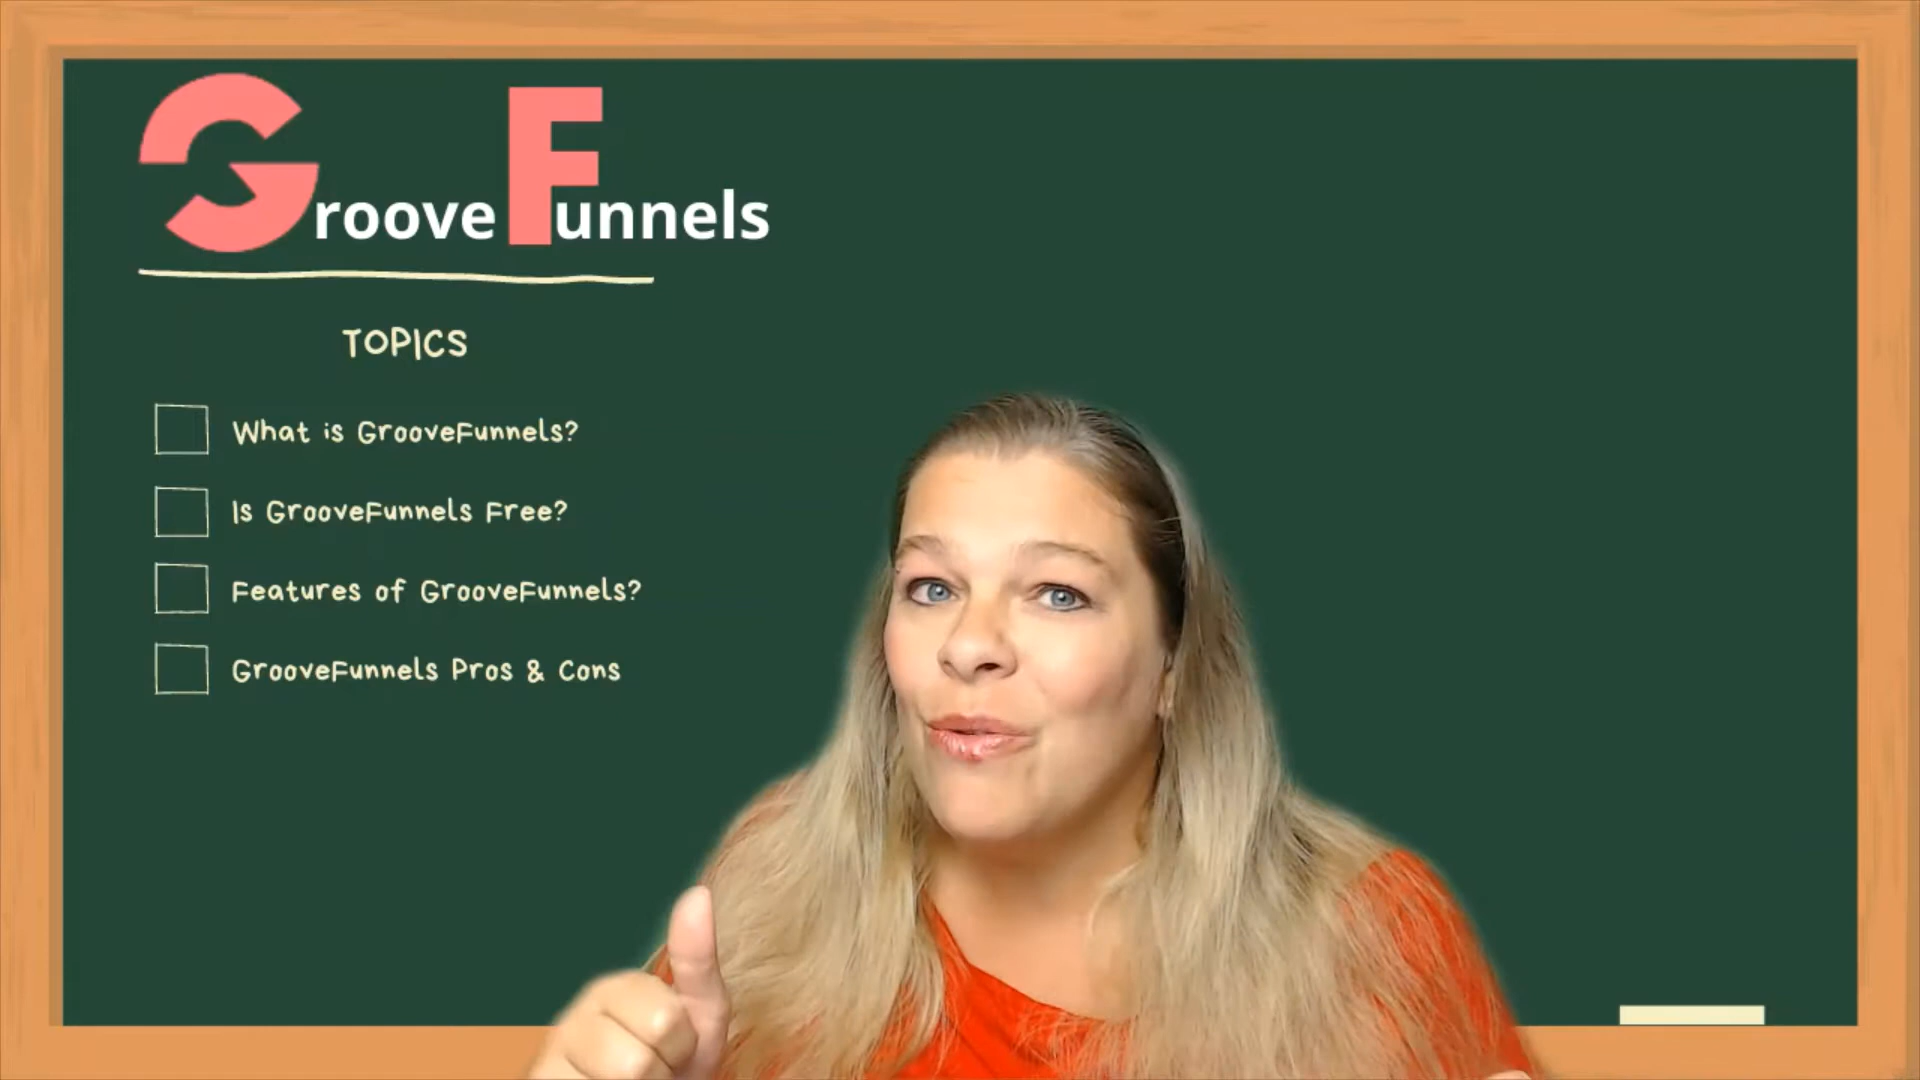 GrooveFunnels
TOPICS
What is GrooveFunnels?
Is GrooveFunnels Free?
Features of GrooveFunnels?
GrooveFunnels Pros & Cons